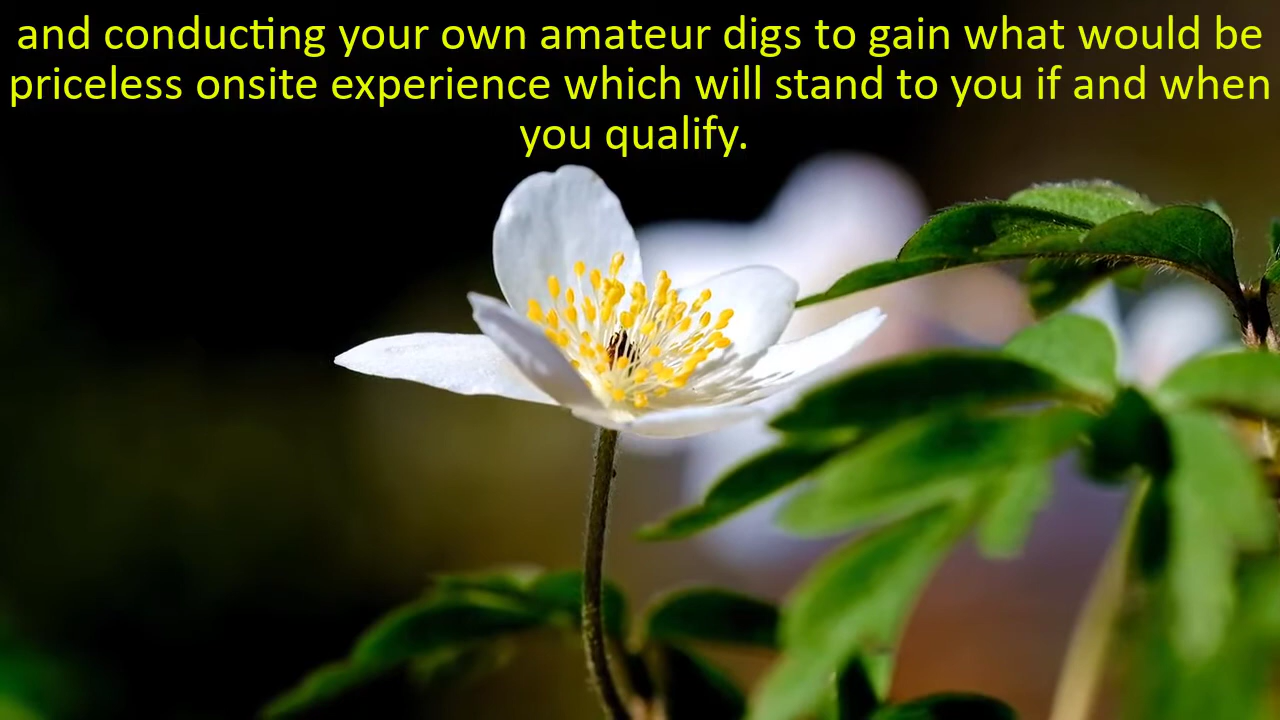 and conducting your own amateur digs to gain what would be
priceless onsite experience which will stand to you if and when
you qualify.